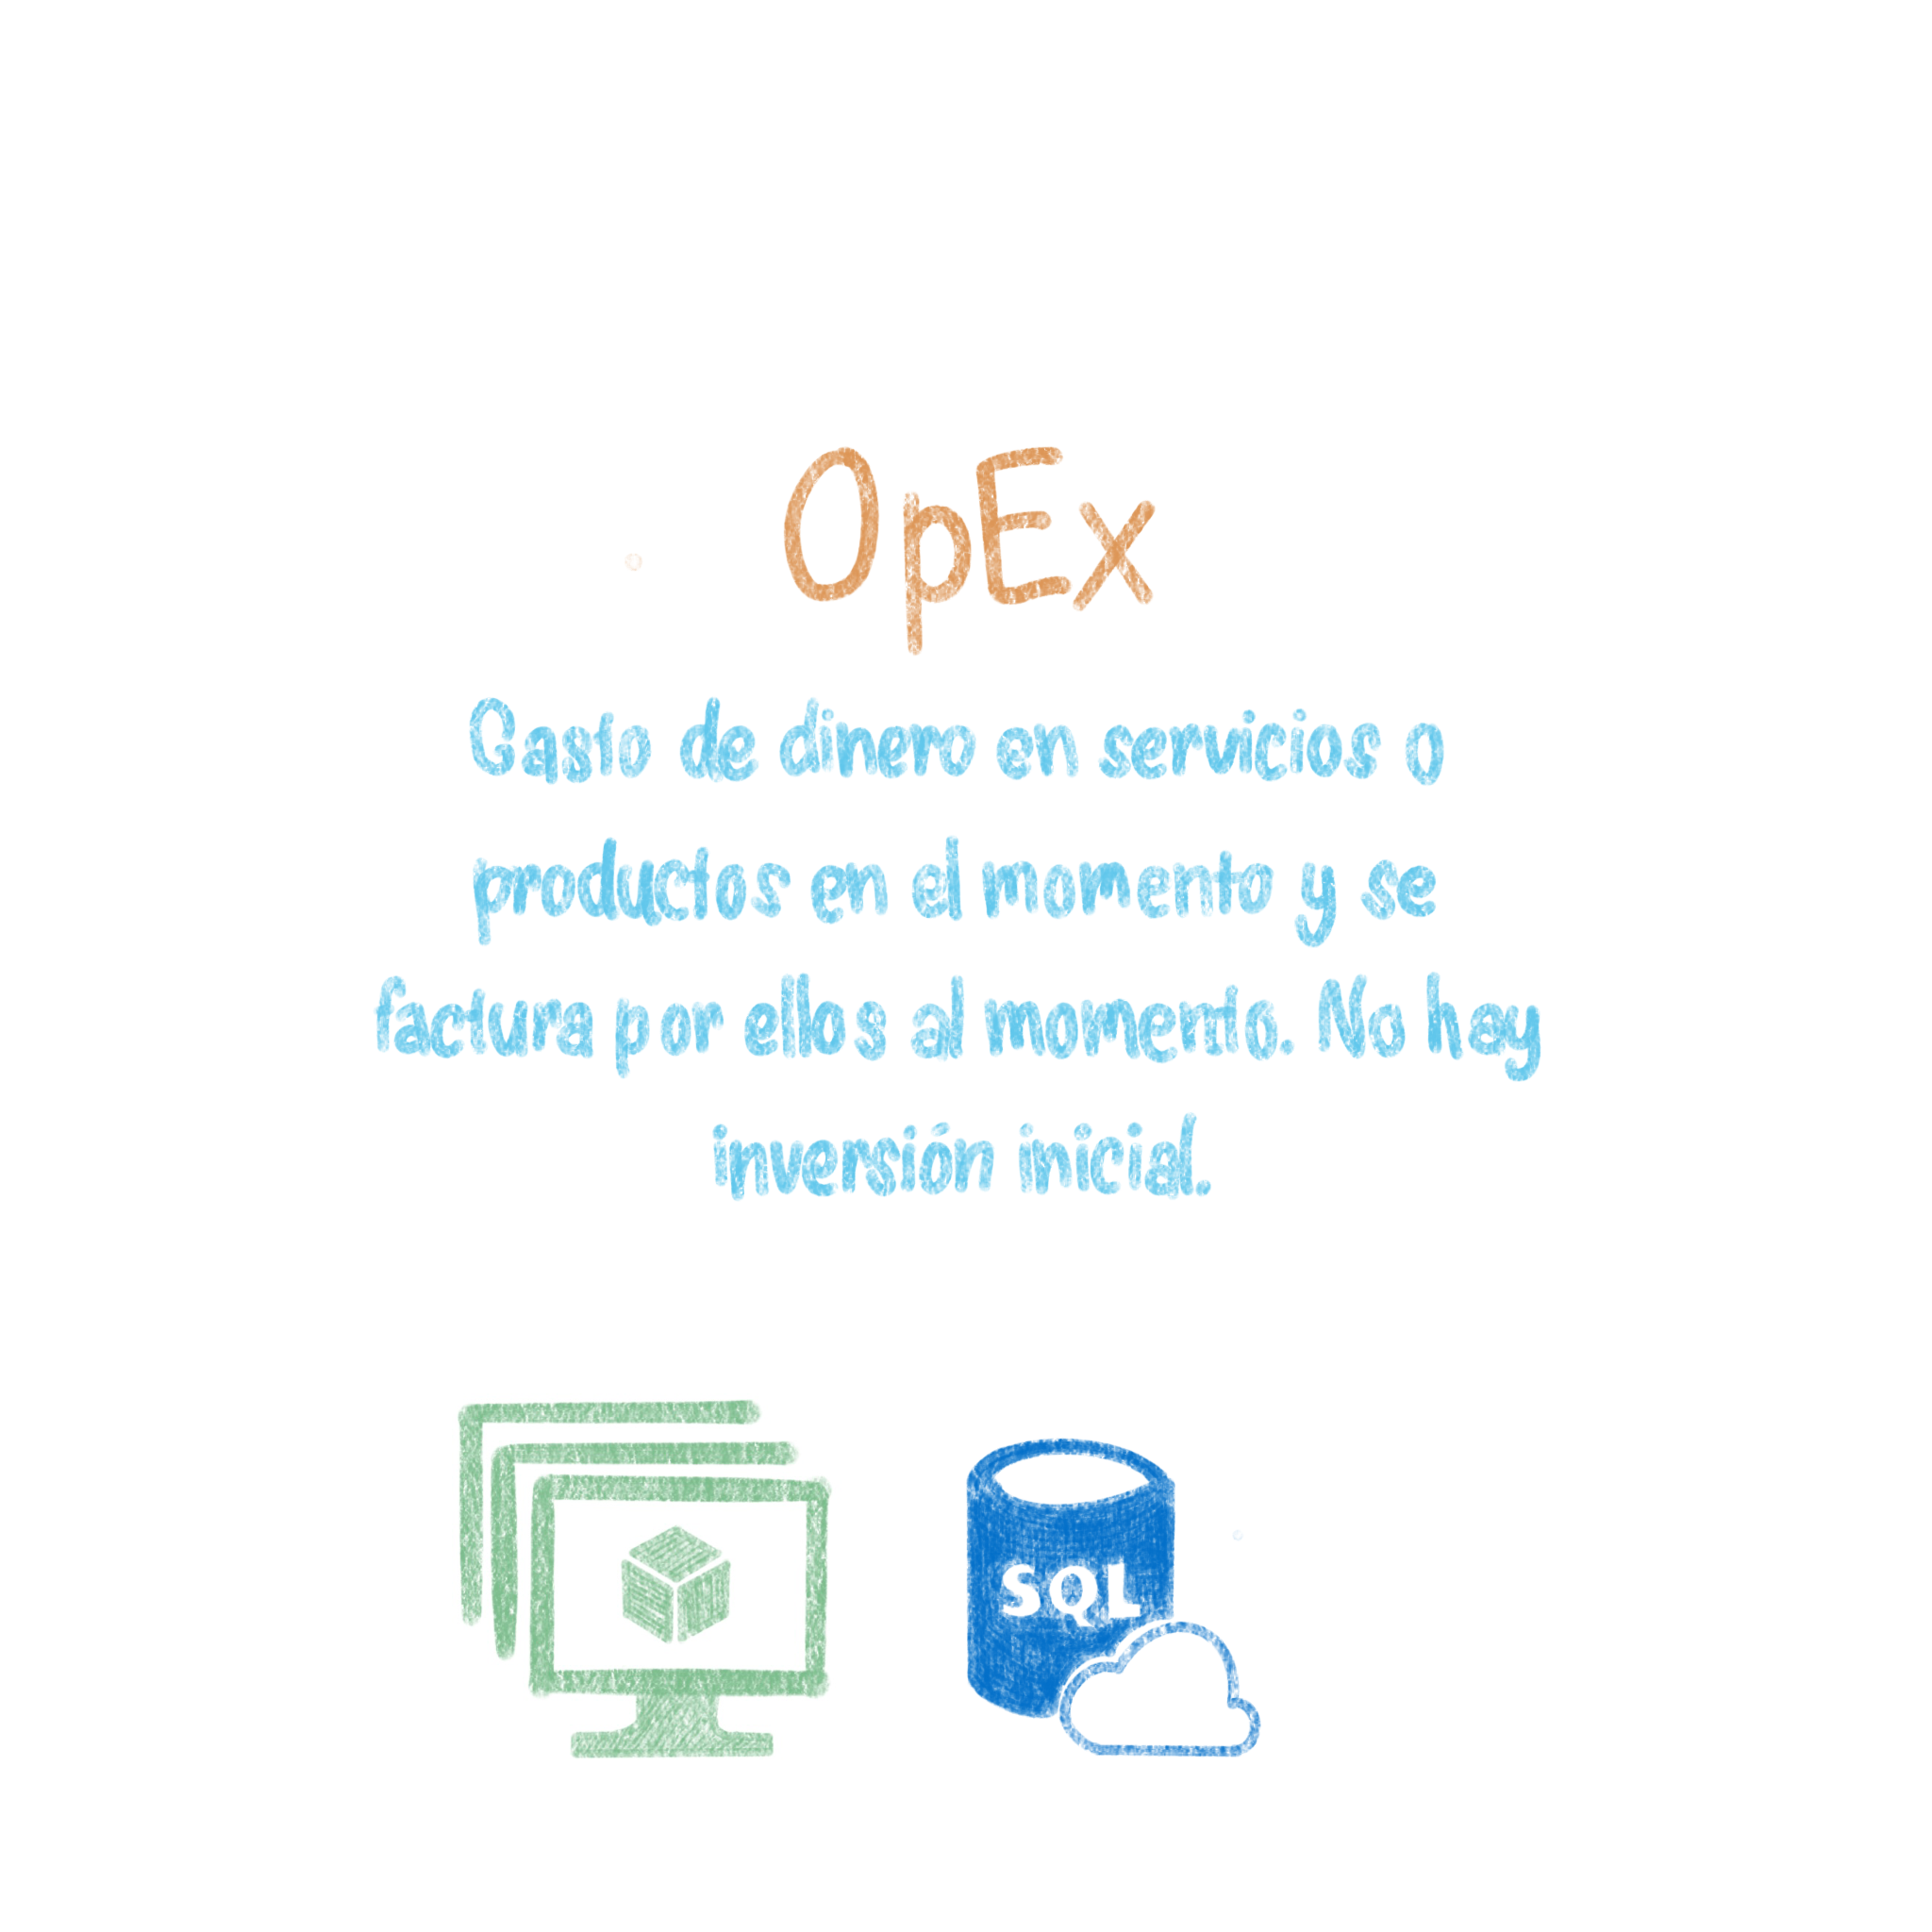 OpEx
Gasto de dinero en servicios o
productos en el momento y se
factura por ellos al momento. No hay
inversión inicial.
SQL